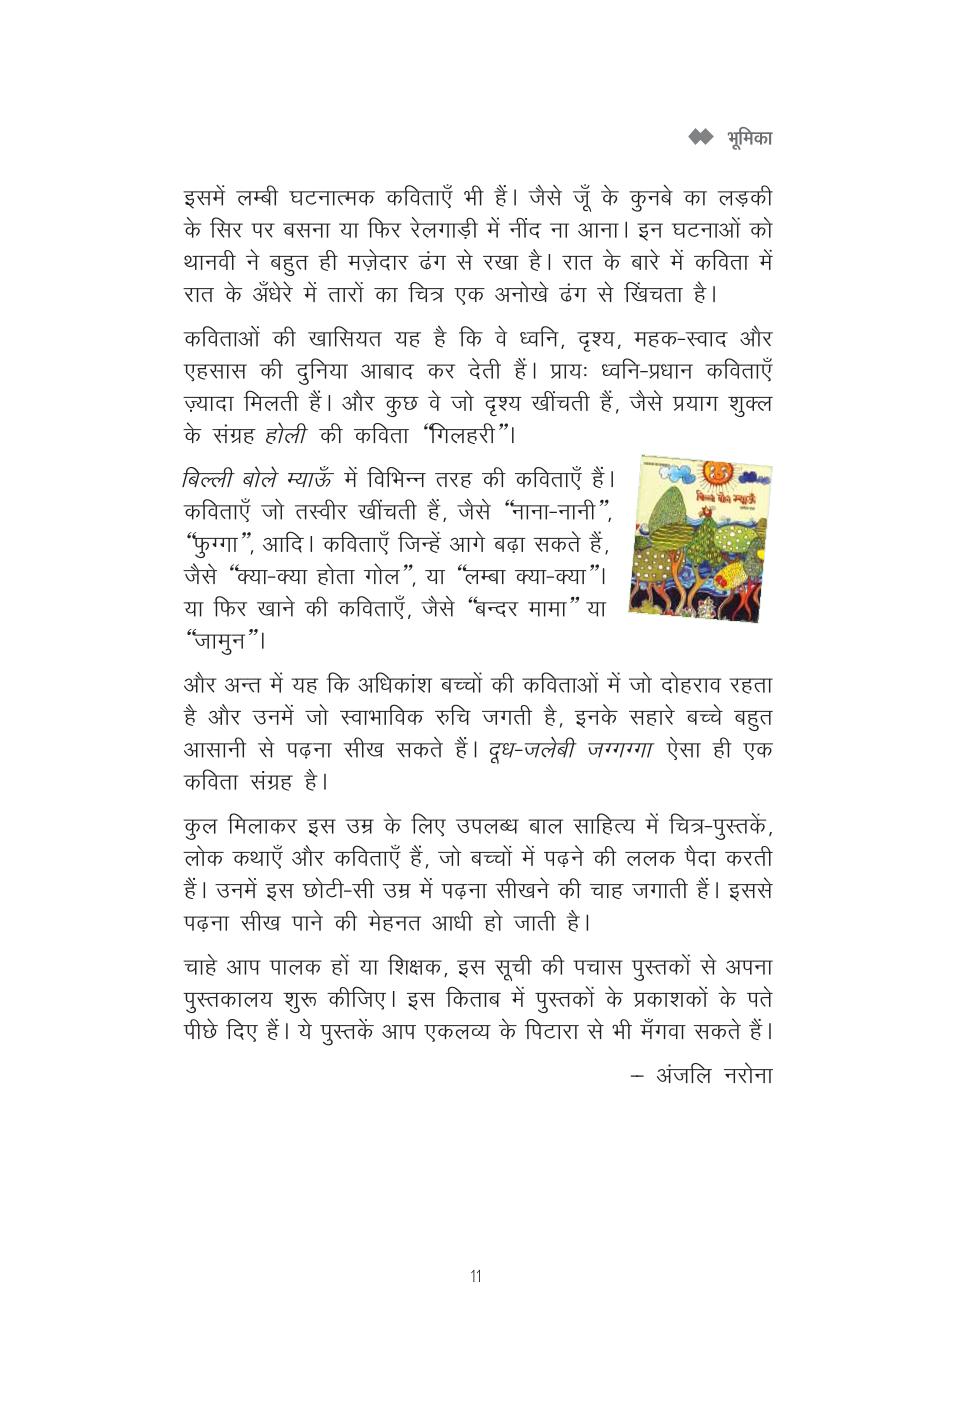 भूमिका
इसमें लम्बी घटनात्मक कविताएँ भी हैं। जैसे जूँ के कुनबे का लड़की
के सिर पर बसना या फिर रेलगाड़ी में नींद ना आना। इन घटनाओं को
थानवी ने बहुत ही मज़ेदार ढंग से रखा है। रात के बारे में कविता में
रात के अँधेरे में तारों का चित्र एक अनोखे ढंग से खिंचता है।
कविताओं की खासियत यह है कि वे ध्वनि, दृश्य, महक-स्वाद और
एहसास की दुनिया आबाद कर देती हैं। प्रायः ध्वनि-प्रधान कविताएँ
ज़्यादा मिलती हैं। और कुछ वे जो दृश्य खींचती हैं, जैसे प्रयाग शुक्ल
के संग्रह होली की कविता “गिलहरी”।
बिल्ली बोले म्याऊँ में विभिन्न तरह की कविताएँ हैं।
कविताएँ जो तस्वीर खींचती हैं, जैसे “नाना-नानी”,
“फुग्गा”, आदि। कविताएँ जिन्हें आगे बढ़ा सकते हैं,
जैसे “क्या-क्या होता गोल”, या “लम्बा क्या-क्या”।
या फिर खाने की कविताएँ, जैसे “बन्दर मामा” या
“जामुन”।
बिल्ली बोले म्याऊँ
और अन्त में यह कि अधिकांश बच्चों की कविताओं में जो दोहराव रहता
है और उनमें जो स्वाभाविक रुचि जगती है, इनके सहारे बच्चे बहुत
आसानी से पढ़ना सीख सकते हैं। दूध-जलेबी जग्गग्गा ऐसा ही एक
कविता संग्रह है।
कुल मिलाकर इस उम्र के लिए उपलब्ध बाल साहित्य में चित्र-पुस्तकें,
लोक कथाएँ और कविताएँ हैं, जो बच्चों में पढ़ने की ललक पैदा करती
हैं। उनमें इस छोटी-सी उम्र में पढ़ना सीखने की चाह जगाती हैं। इससे
पढ़ना सीख पाने की मेहनत आधी हो जाती है।
चाहे आप पालक हों या शिक्षक, इस सूची की पचास पुस्तकों से अपना
पुस्तकालय शुरू कीजिए। इस किताब में पुस्तकों के प्रकाशकों के पते
पीछे दिए हैं। ये पुस्तकें आप एकलव्य के पिटारा से भी मँगवा सकते हैं।
– अंजलि नरोना
11